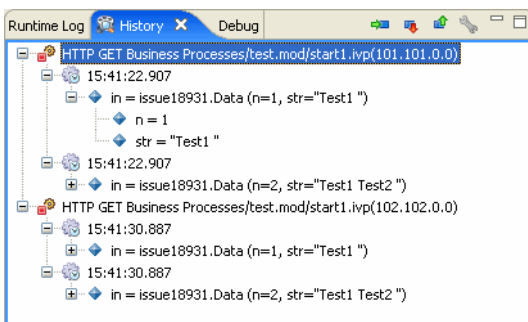 Runtime Log History Debug
HTTP GET Business Processes/test.mod/start1.ivp(101.101.0.0)
15:41:22.907
in = issue18931.Data (n=1, str="Test1 ")
n = 1
str = "Test1 "
15:41:22.907
in = issue18931.Data (n=2, str="Test1 Test2 ")
HTTP GET Business Processes/test.mod/start1.ivp(102.102.0.0)
15:41:30.887
in = issue18931.Data (n=1, str="Test1 ")
15:41:30.887
in = issue18931.Data (n=2, str="Test1 Test2 ")